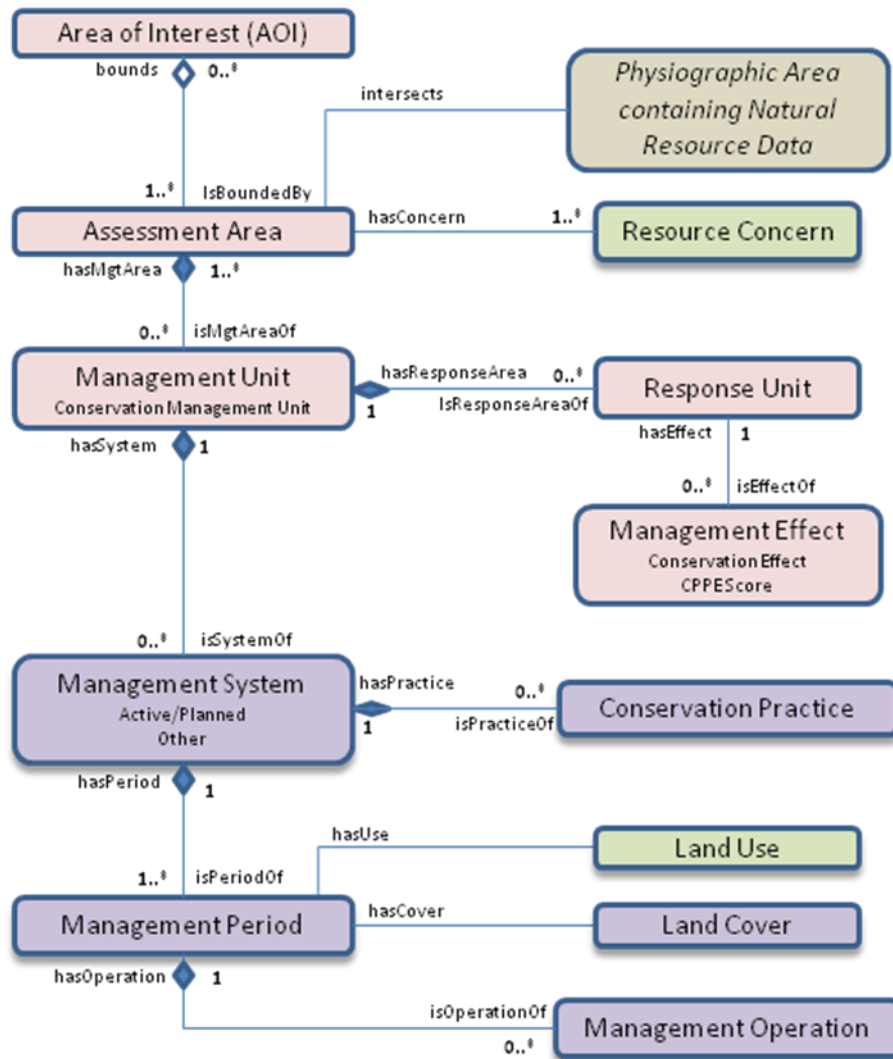 Area of Interest (AOI)
bounds
0..*
intersects
Physiographic Area
containing Natural
Resource Data
1..*
IsBoundedBy
Assessment Area
hasConcern
1..*
Resource Concern
hasMgtArea
1..*
0..*
isMgtAreaOf
Management Unit
Conservation Management Unit
hasResponseArea
0..*
1
IsResponseAreaOf
Response Unit
hasSystem
1
hasEffect
1
0..*
isEffectOf
Management Effect
Conservation Effect
CPPEScore
0..*
isSystemOf
Management System
Active/Planned
Other
hasPractice
0..*
1
isPracticeOf
Conservation Practice
hasPeriod
1
hasUse
Land Use
1..*
isPeriodOf
Management Period
hasCover
Land Cover
hasOperation
1
isOperationOf
0..*
Management Operation